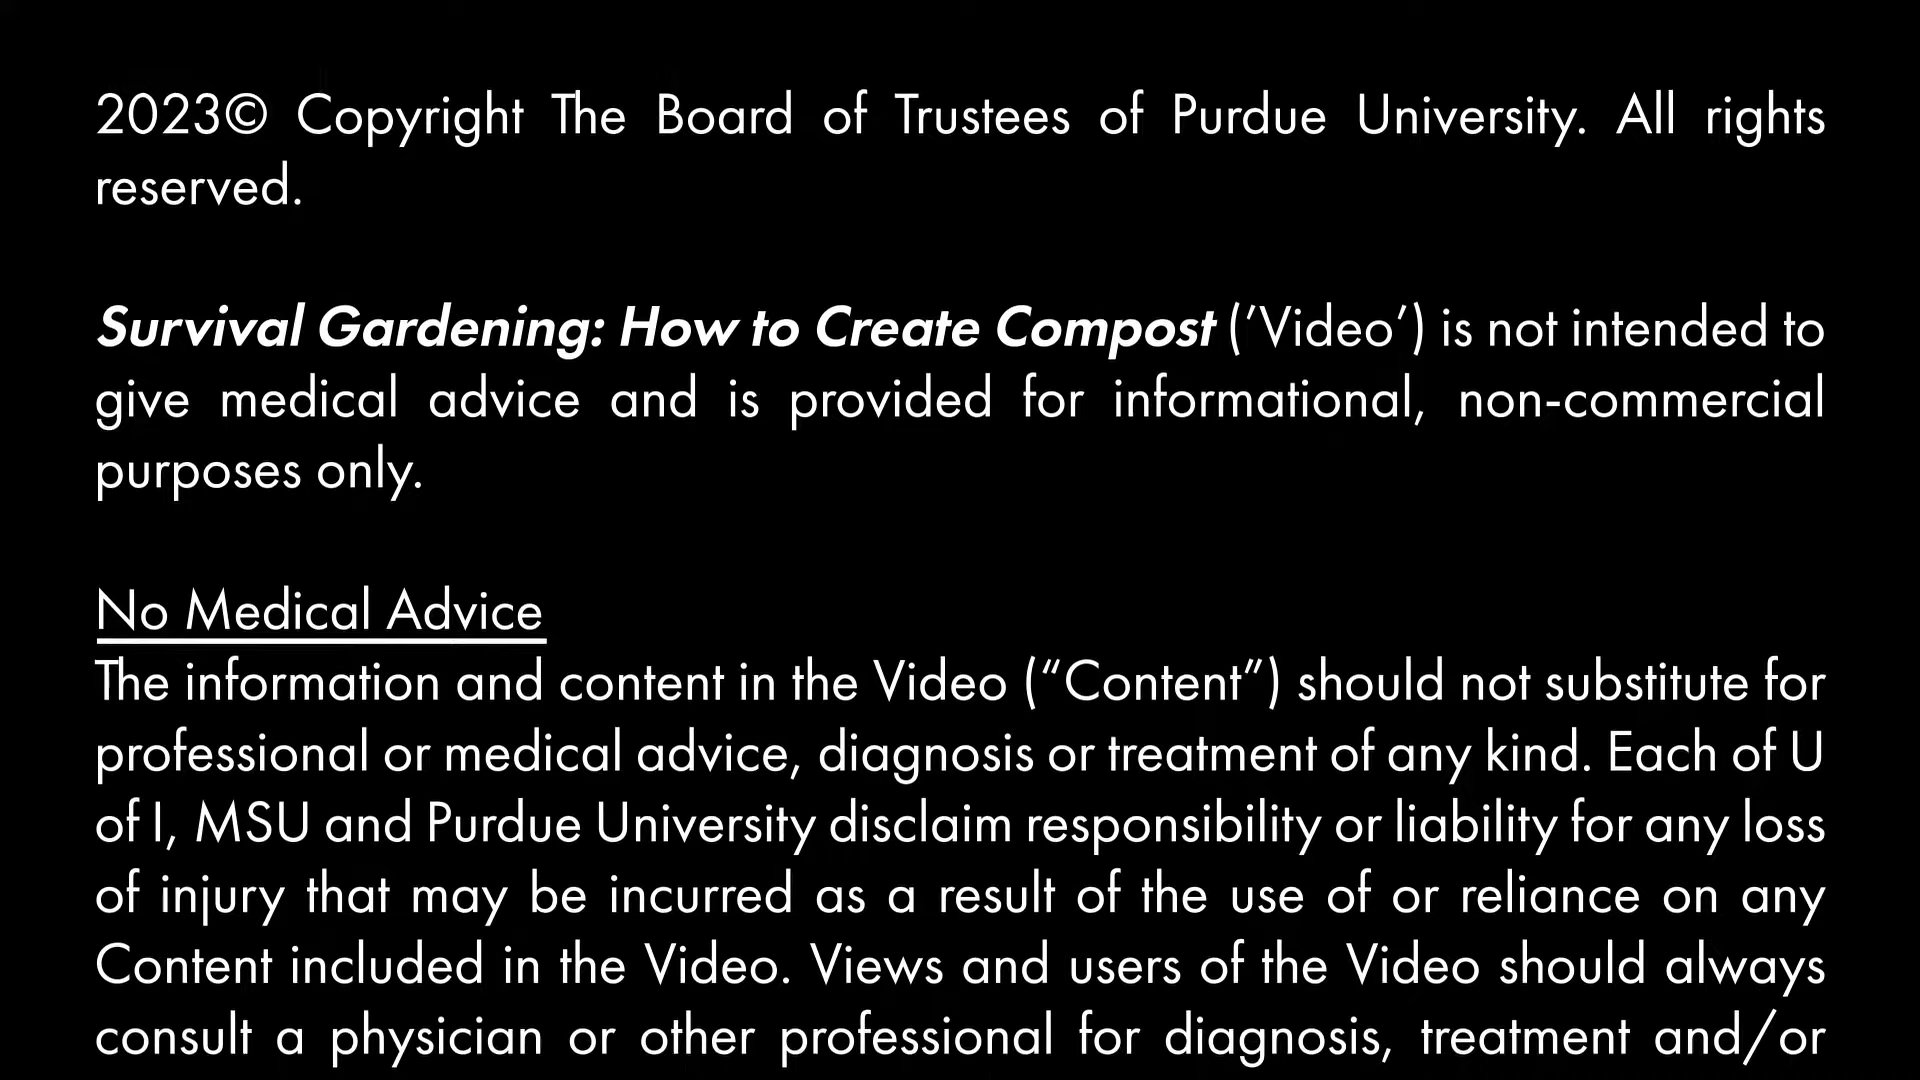 2023© Copyright The Board of Trustees of Purdue University. All rights
reserved.
Survival Gardening: How to Create Compost (’Video’) is not intended to
give medical advice and is provided for informational, non-commercial
purposes only.
No Medical Advice
The information and content in the Video (“Content”) should not substitute for
professional or medical advice, diagnosis or treatment of any kind. Each of U
of I, MSU and Purdue University disclaim responsibility or liability for any loss
of injury that may be incurred as a result of the use of or reliance on any
Content included in the Video. Views and users of the Video should always
consult a physician or other professional for diagnosis, treatment and/or